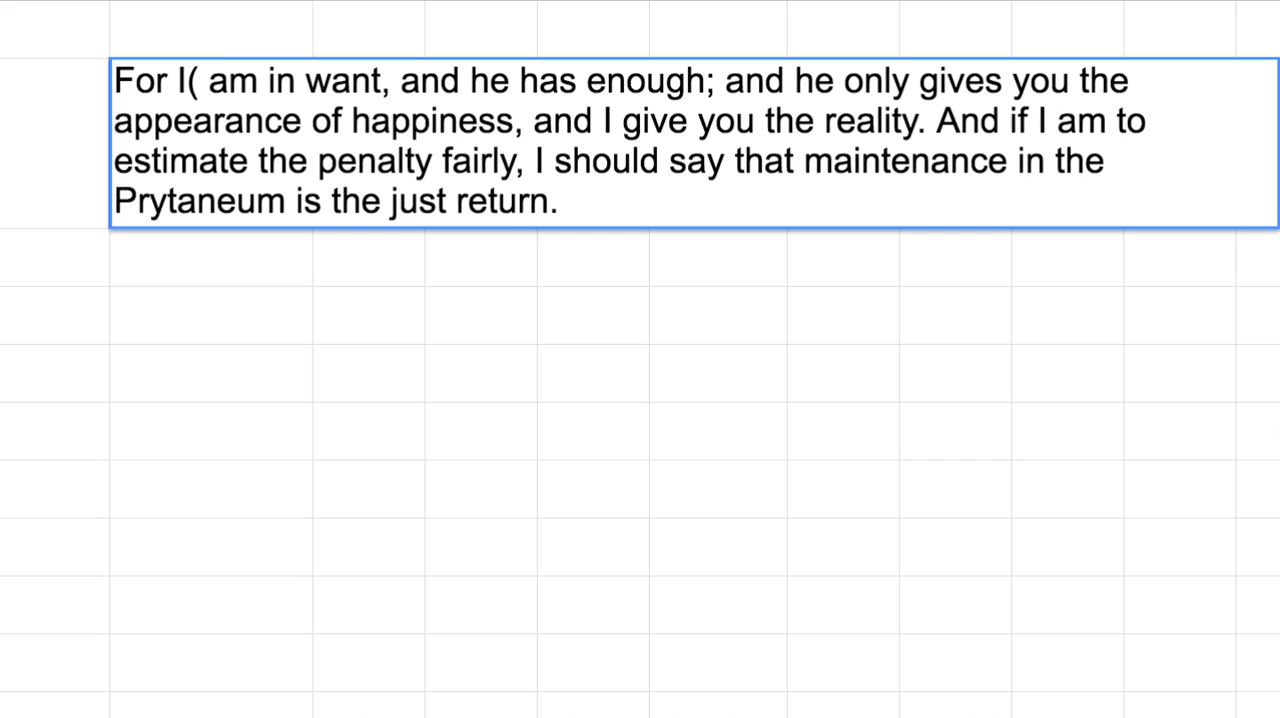 For I( am in want, and he has enough; and he only gives you the
appearance of happiness, and I give you the reality. And if I am to
estimate the penalty fairly, I should say that maintenance in the
Prytaneum is the just return.